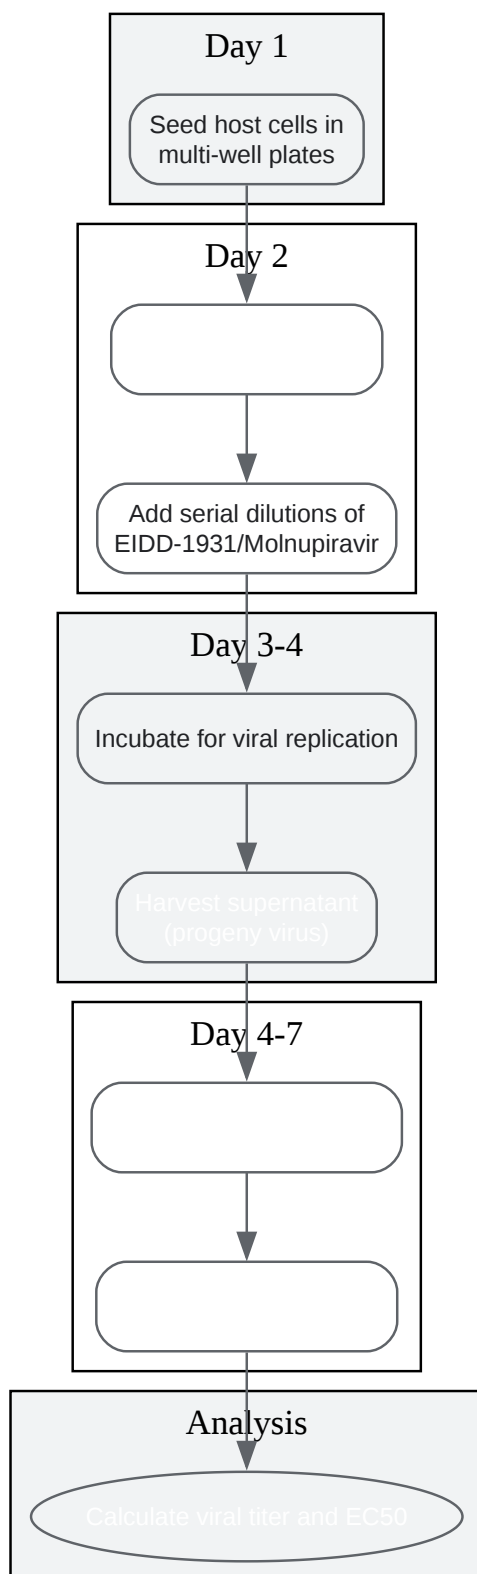 Day 1
Seed host cells in
multi-well plates
Day 2
Add serial dilutions of
EIDD-1931/Molnupiravir
Day 3-4
Incubate for viral replication
Harvest supernatant
(progeny virus)
Day 4-7
Analysis
Calculate viral titer and EC50